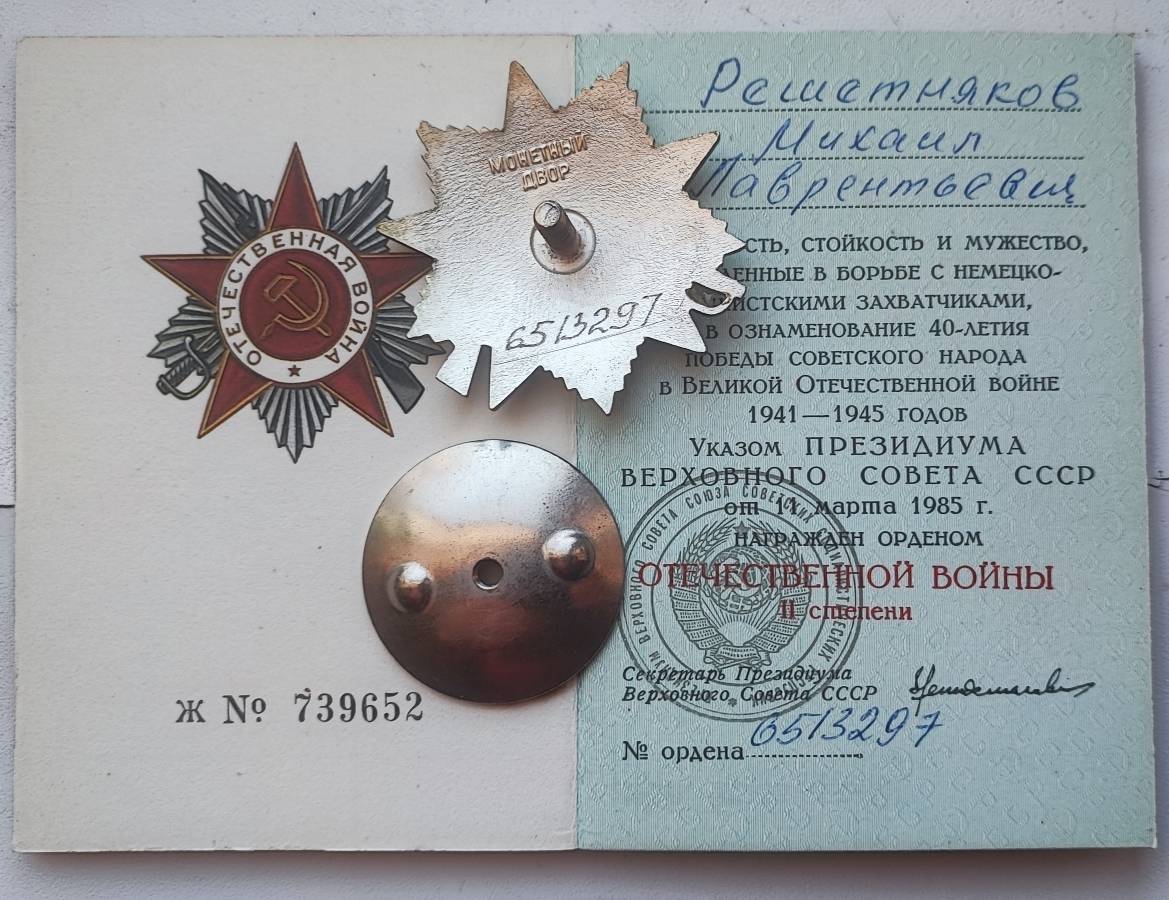 ОТЕЧЕСТВЕННАЯ ВОЙНА
Ж № 739652
МОНЕТНЫЙ
ДВОР
6513297
Решетняков
Михаил
Лаврентьевич
СТОЙКОСТЬ И МУЖЕСТВО,
В БОРЬБЕ С НЕМЕЦКО-
ЗАХВАТЧИКАМИ,
В ОЗНАМЕНОВАНИЕ 40-ЛЕТИЯ
ПОБЕДЫ СОВЕТСКОГО НАРОДА
В ВЕЛИКОЙ ОТЕЧЕСТВЕННОЙ ВОЙНЕ
1941—1945 ГОДОВ
УКАЗОМ ПРЕЗИДИУМА
ВЕРХОВНОГО СОВЕТА СССР
от 11 марта 1985 г.
НАГРАЖДЕН ОРДЕНОМ
ОТЕЧЕСТВЕННОЙ ВОЙНЫ
II степени
Секретарь Президиума
Верховного Совета СССР
№ ордена 6513297